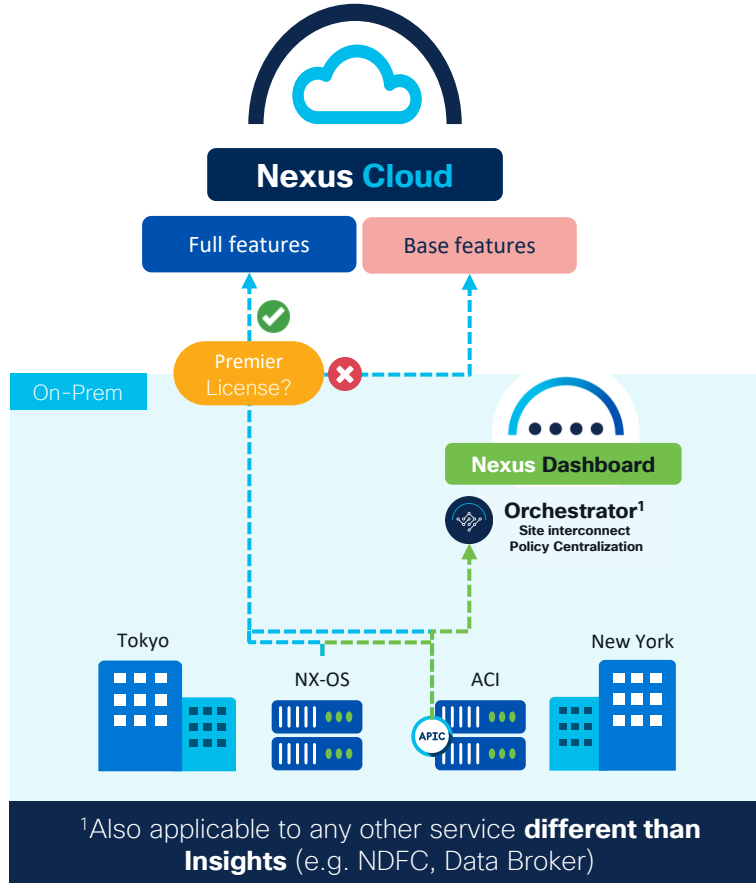 Nexus Cloud
Full features
Base features
Premier
License?
On-Prem
Nexus Dashboard
Orchestrator¹
Site interconnect
Policy Centralization
Tokyo
New York
NX-OS
ACI
APIC
¹Also applicable to any other service different than
Insights (e.g. NDFC, Data Broker)